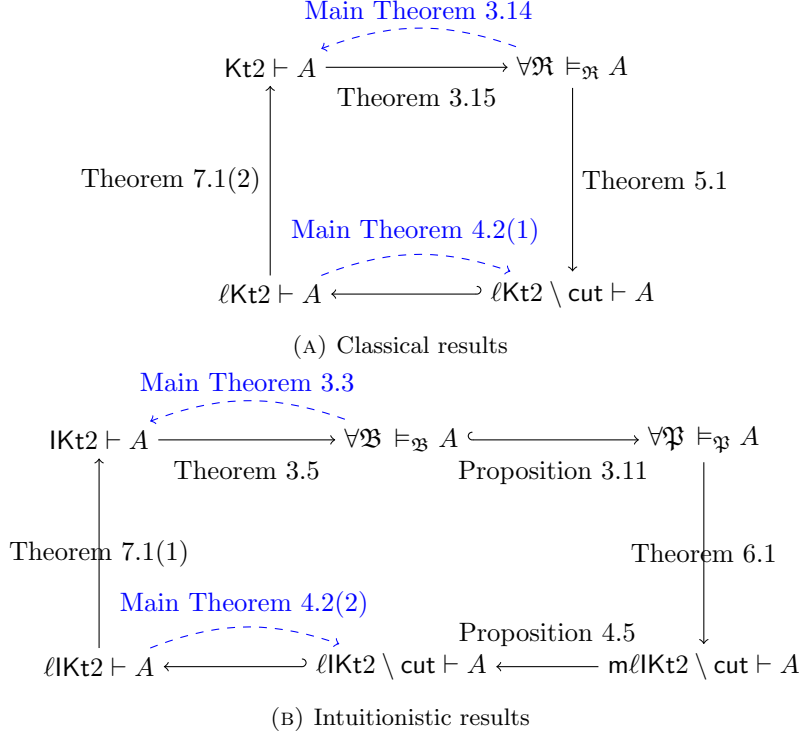 Main Theorem 3.14
Kt2 ⊢ A ∀ℜ ⊨_ℜ A
Theorem 3.15
Theorem 7.1(2) Theorem 5.1
Main Theorem 4.2(1)
ℓKt2 ⊢ A ℓKt2 \ cut ⊢ A
(A) Classical results
Main Theorem 3.3
IKt2 ⊢ A ∀𝔅 ⊨_𝔅 A ∀𝔓 ⊨_𝔓 A
Theorem 3.5 Proposition 3.11
Theorem 7.1(1) Theorem 6.1
Main Theorem 4.2(2)
Proposition 4.5
ℓIKt2 ⊢ A ℓIKt2 \ cut ⊢ A mℓIKt2 \ cut ⊢ A
(B) Intuitionistic results